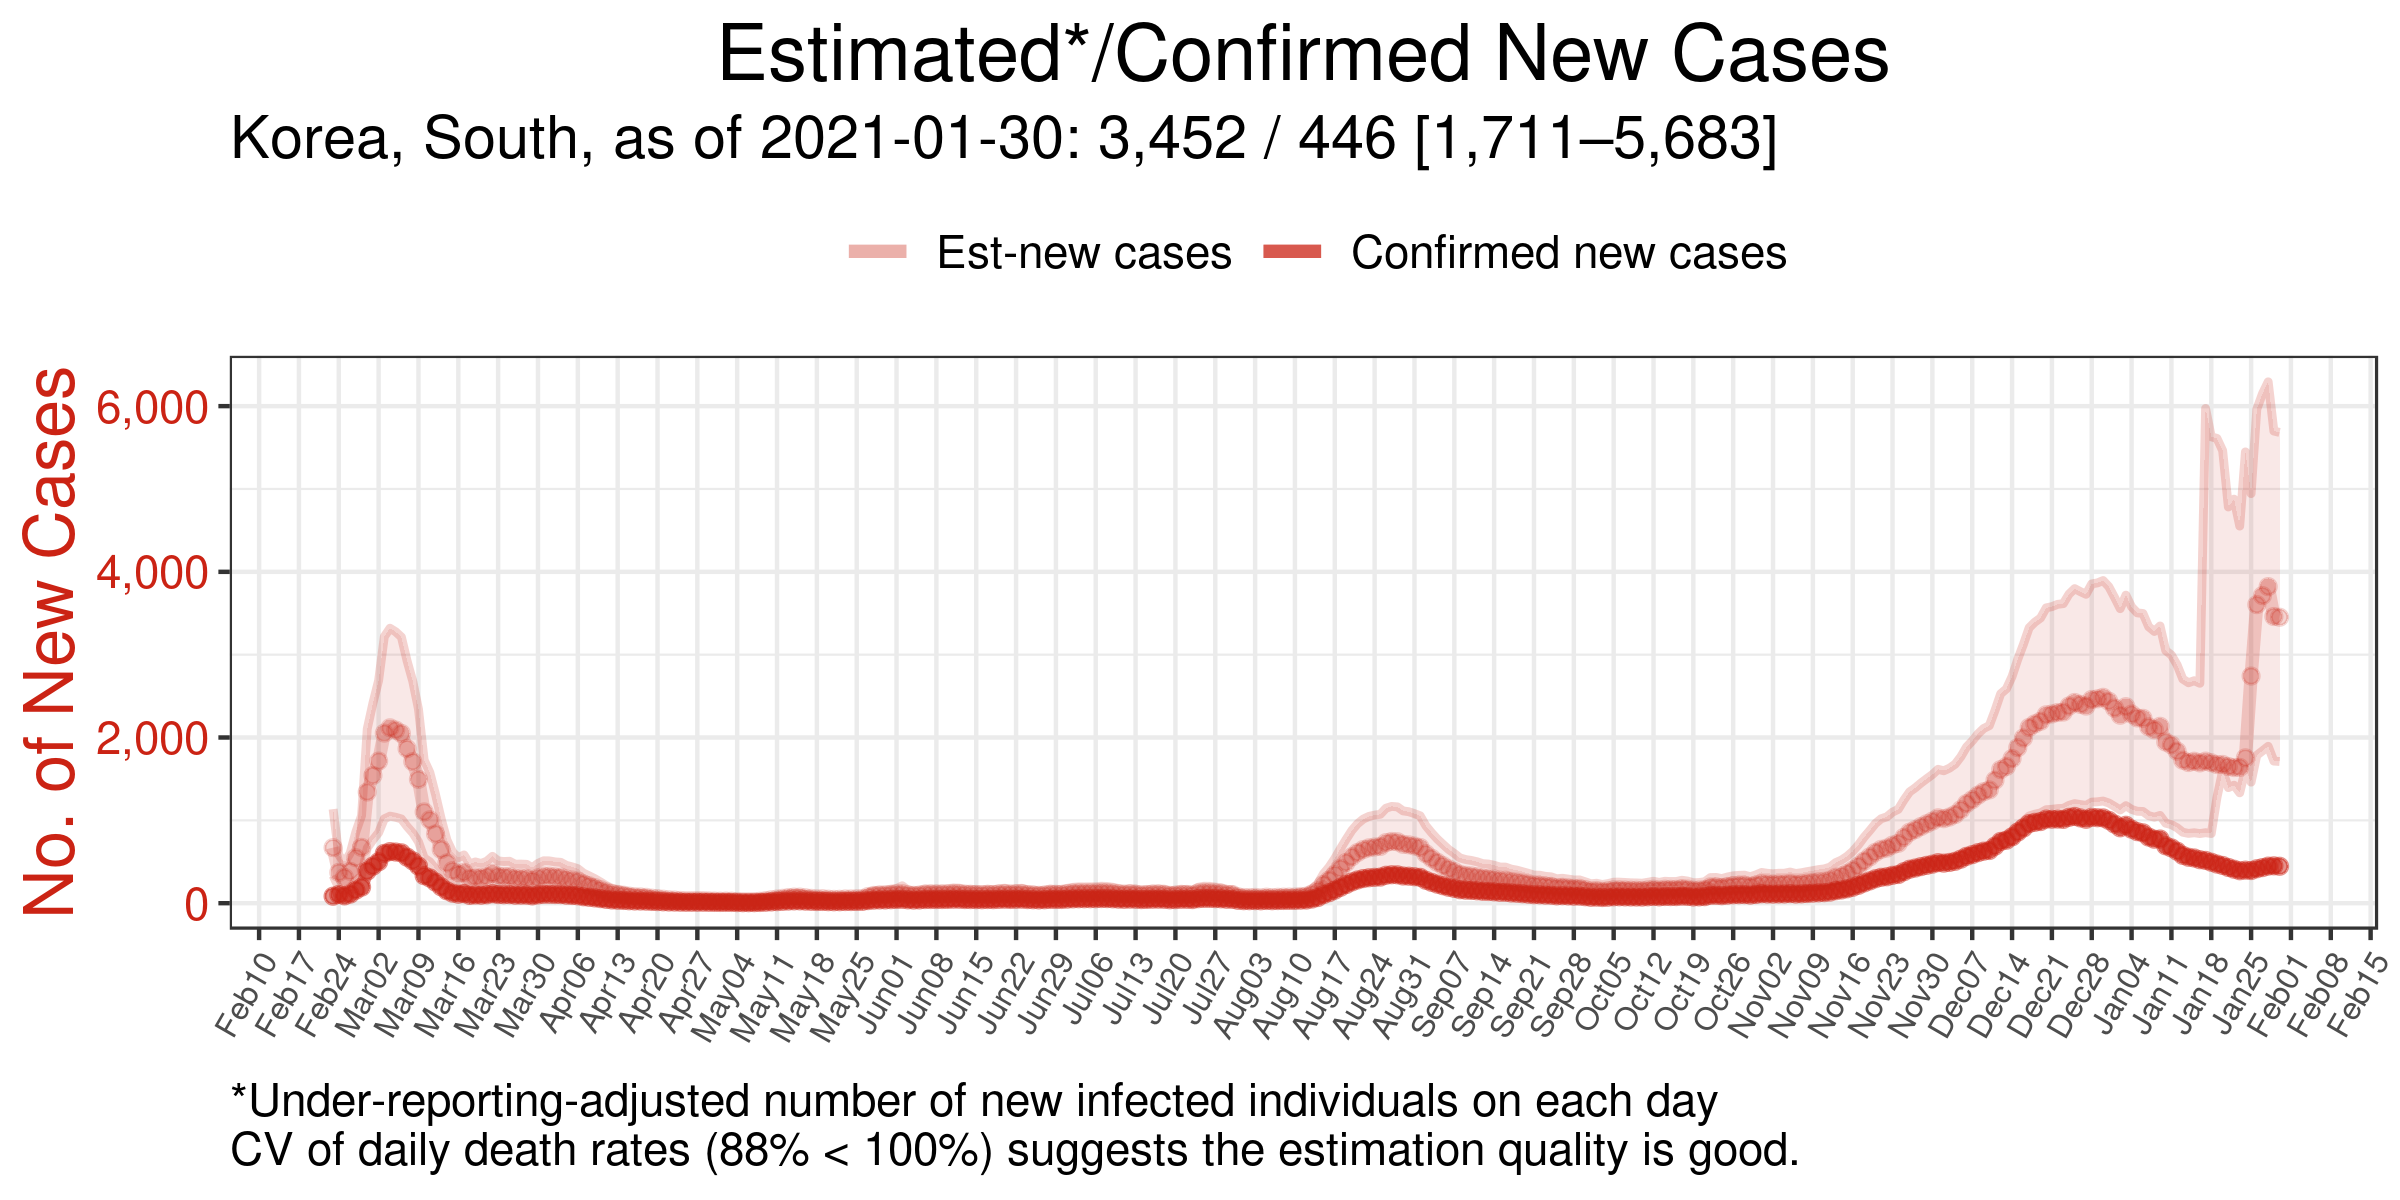 Estimated*/Confirmed New Cases
Korea, South, as of 2021-01-30: 3,452 / 446 [1,711–5,683]
Est-new cases
Confirmed new cases
No. of New Cases
6,000
4,000
2,000
0
Feb10
Feb17
Feb24
Mar02
Mar09
Mar16
Mar23
Mar30
Apr06
Apr13
Apr20
Apr27
May04
May11
May18
May25
Jun01
Jun08
Jun15
Jun22
Jun29
Jul06
Jul13
Jul20
Jul27
Aug03
Aug10
Aug17
Aug24
Aug31
Sep07
Sep14
Sep21
Sep28
Oct05
Oct12
Oct19
Oct26
Nov02
Nov09
Nov16
Nov23
Nov30
Dec07
Dec14
Dec21
Dec28
Jan04
Jan11
Jan18
Jan25
Feb01
Feb08
Feb15
*Under-reporting-adjusted number of new infected individuals on each day
CV of daily death rates (88% < 100%) suggests the estimation quality is good.